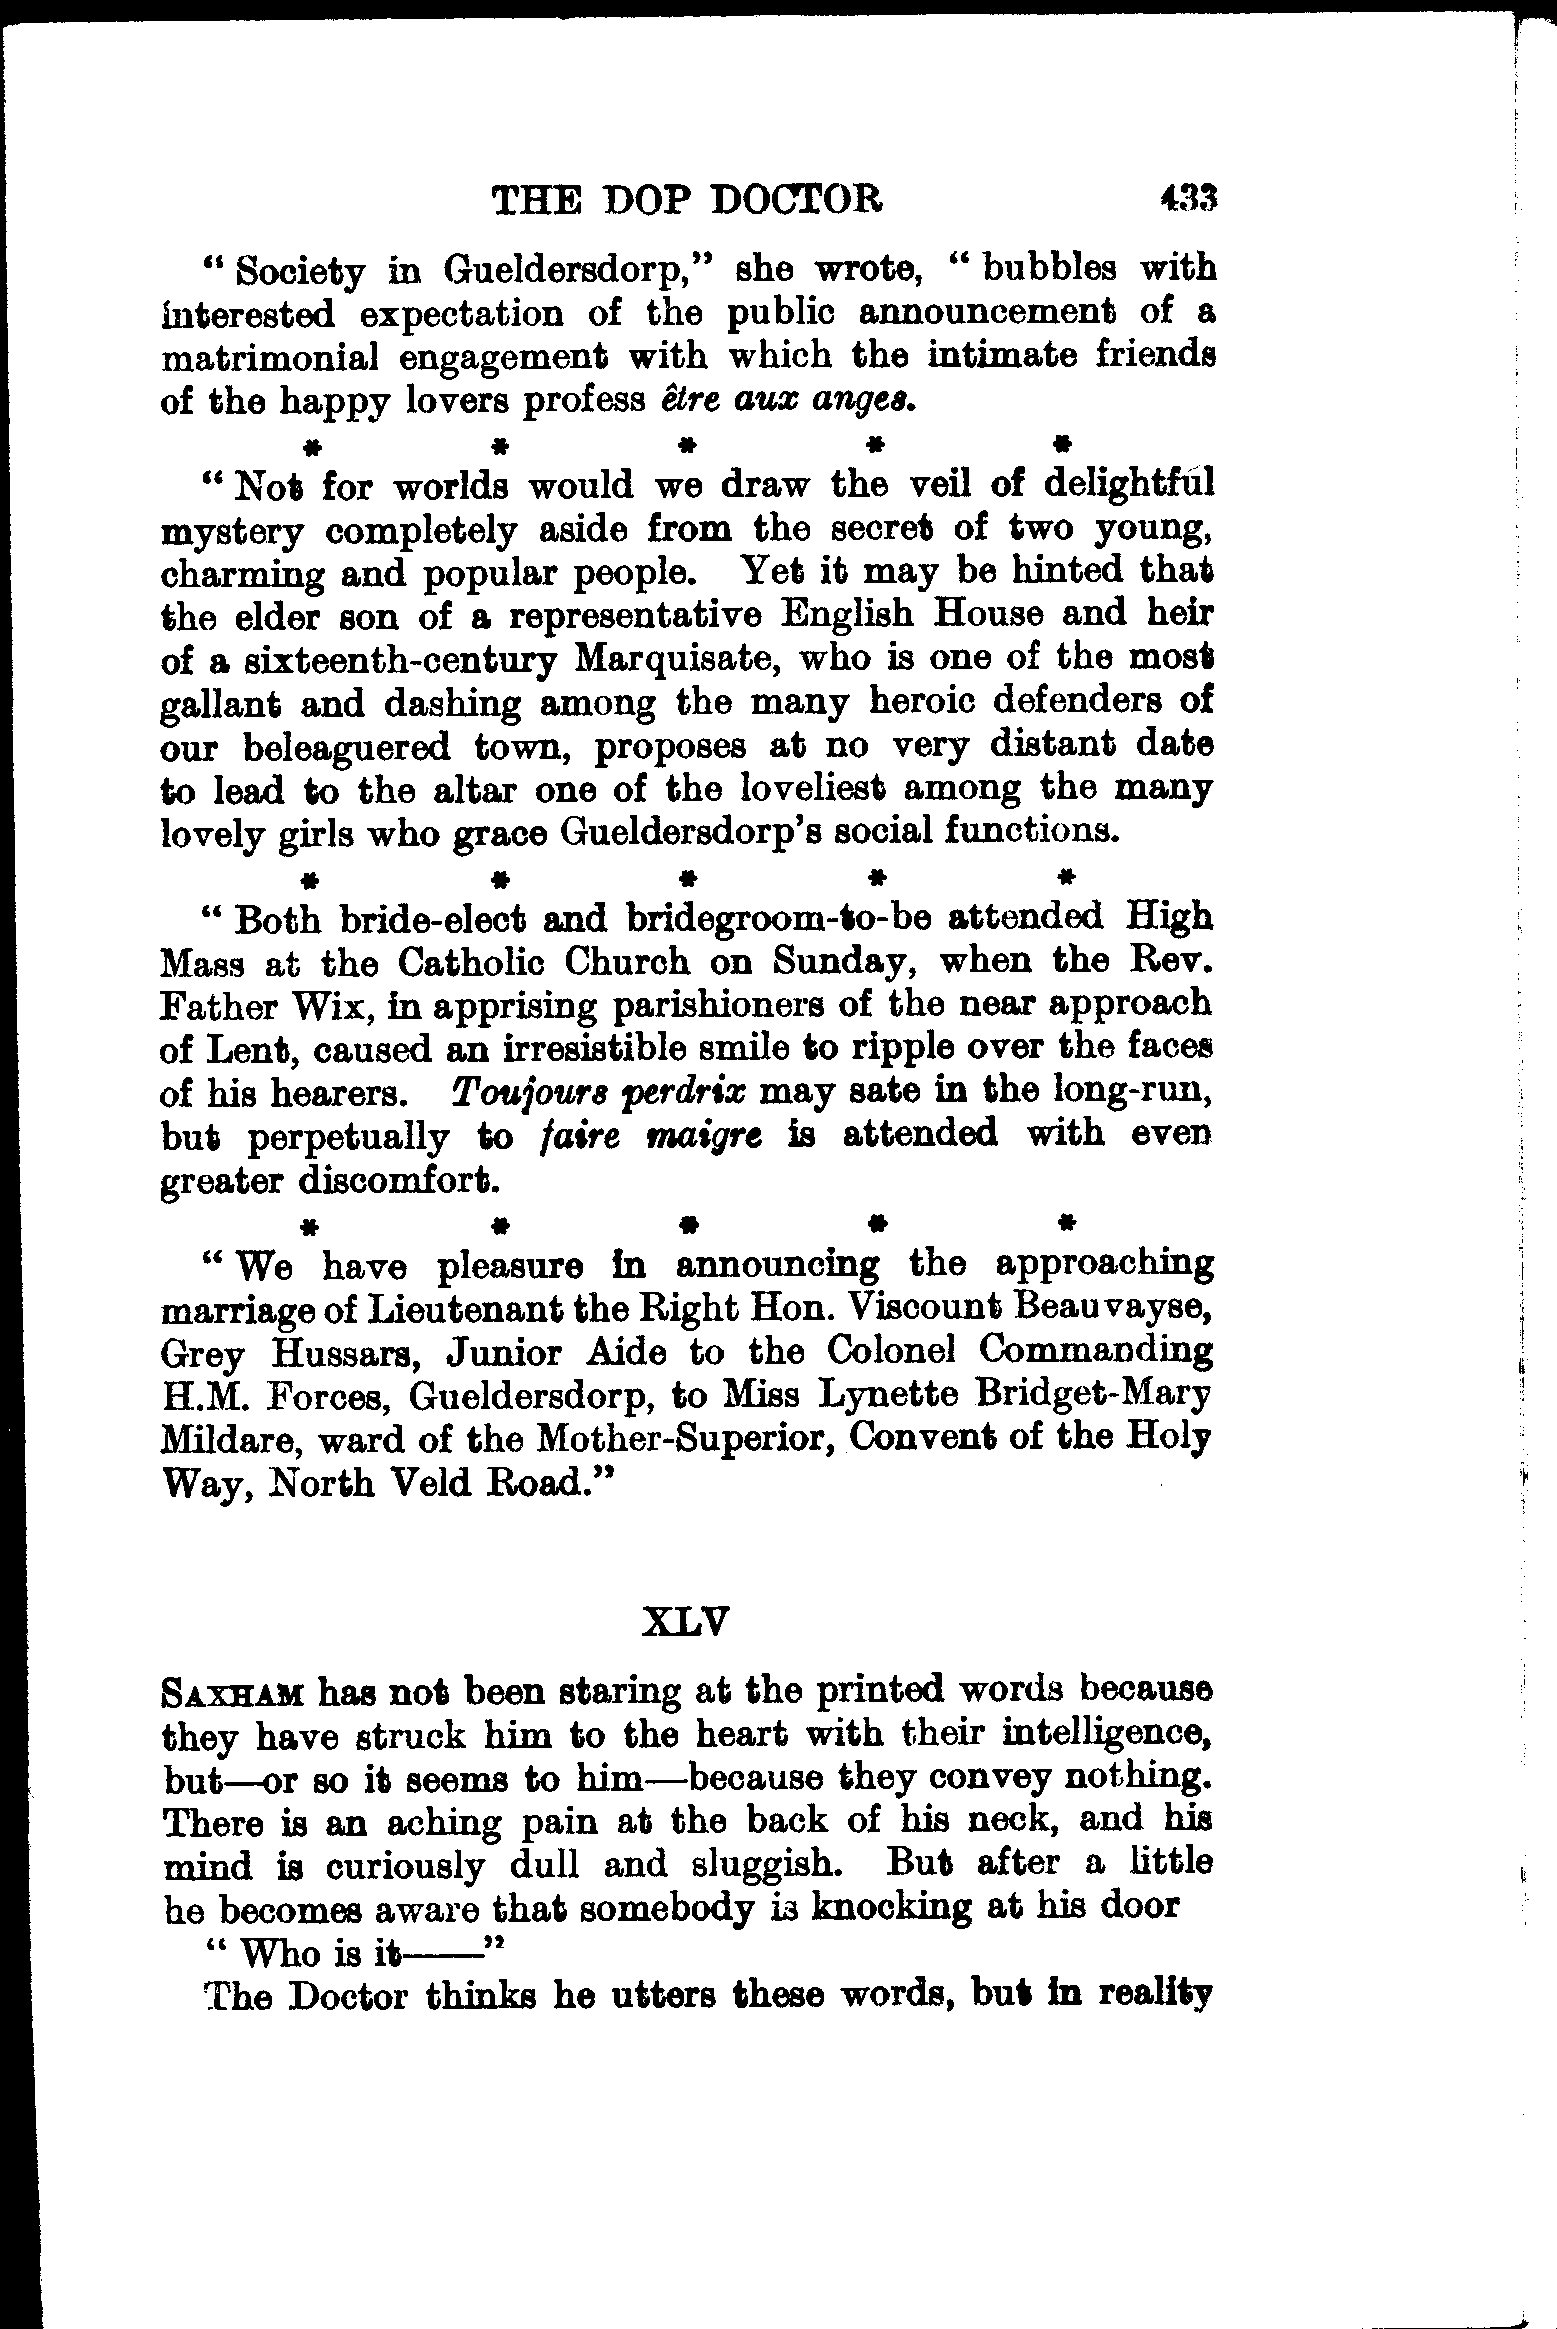 THE DOP DOCTOR 433
“ Society in Gueldersdorp,” she wrote, “ bubbles with
interested expectation of the public announcement of a
matrimonial engagement with which the intimate friends
of the happy lovers profess être aux anges.
* * * * *
“ Not for worlds would we draw the veil of delightful
mystery completely aside from the secret of two young,
charming and popular people. Yet it may be hinted that
the elder son of a representative English House and heir
of a sixteenth-century Marquisate, who is one of the most
gallant and dashing among the many heroic defenders of
our beleaguered town, proposes at no very distant date
to lead to the altar one of the loveliest among the many
lovely girls who grace Gueldersdorp’s social functions.
* * * * *
“ Both bride-elect and bridegroom-to-be attended High
Mass at the Catholic Church on Sunday, when the Rev.
Father Wix, in apprising parishioners of the near approach
of Lent, caused an irresistible smile to ripple over the faces
of his hearers. Toujours perdrix may sate in the long-run,
but perpetually to faire maigre is attended with even
greater discomfort.
* * * * *
“ We have pleasure in announcing the approaching
marriage of Lieutenant the Right Hon. Viscount Beauvayse,
Grey Hussars, Junior Aide to the Colonel Commanding
H.M. Forces, Gueldersdorp, to Miss Lynette Bridget-Mary
Mildare, ward of the Mother-Superior, Convent of the Holy
Way, North Veld Road.”
XLV
SAXHAM has not been staring at the printed words because
they have struck him to the heart with their intelligence,
but—or so it seems to him—because they convey nothing.
There is an aching pain at the back of his neck, and his
mind is curiously dull and sluggish. But after a little
he becomes aware that somebody is knocking at his door
“ Who is it——”
The Doctor thinks he utters these words, but in reality